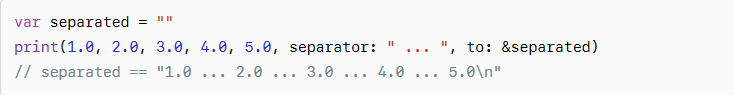 var separated = ""
print(1.0, 2.0, 3.0, 4.0, 5.0, separator: " ... ", to: &separated)
// separated == "1.0 ... 2.0 ... 3.0 ... 4.0 ... 5.0\n"